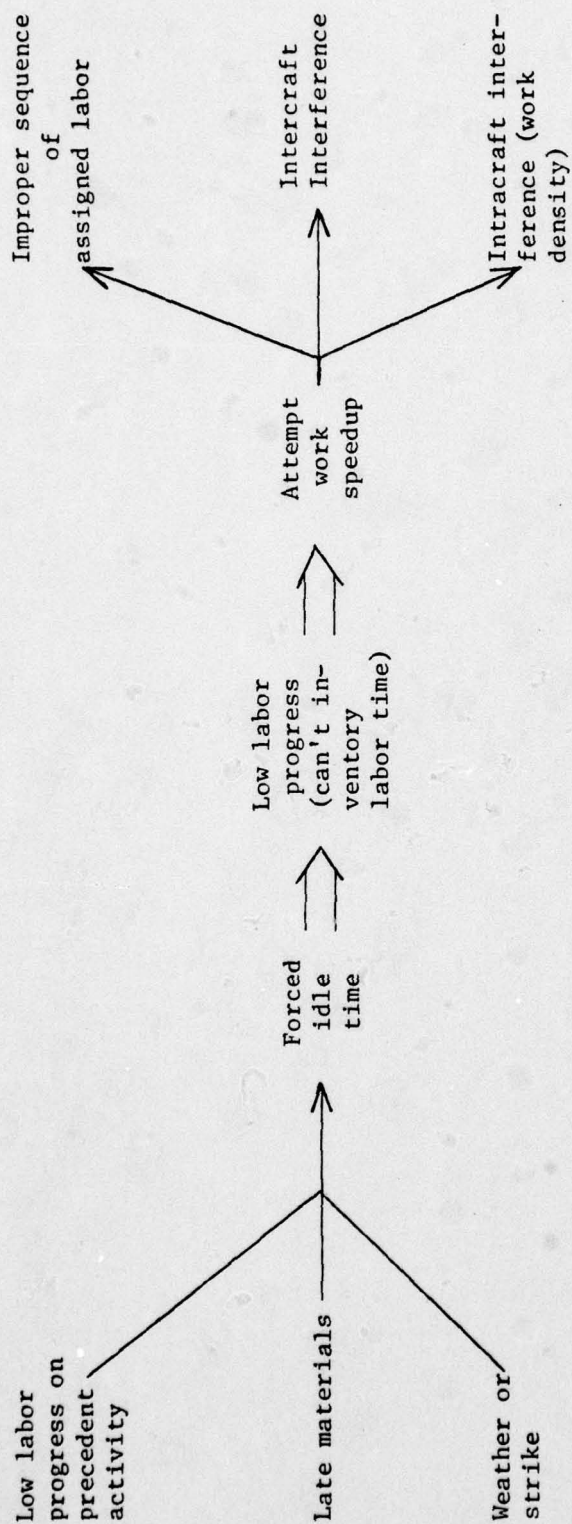 Low labor
progress on
precedent
activity
Late materials
Weather or
strike
Forced
idle
time
Low labor
progress
(can't in-
ventory
labor time)
Attempt
work
speedup
Improper sequence
of
assigned labor
Intercraft
Interference
Intracraft inter-
ference (work
density)